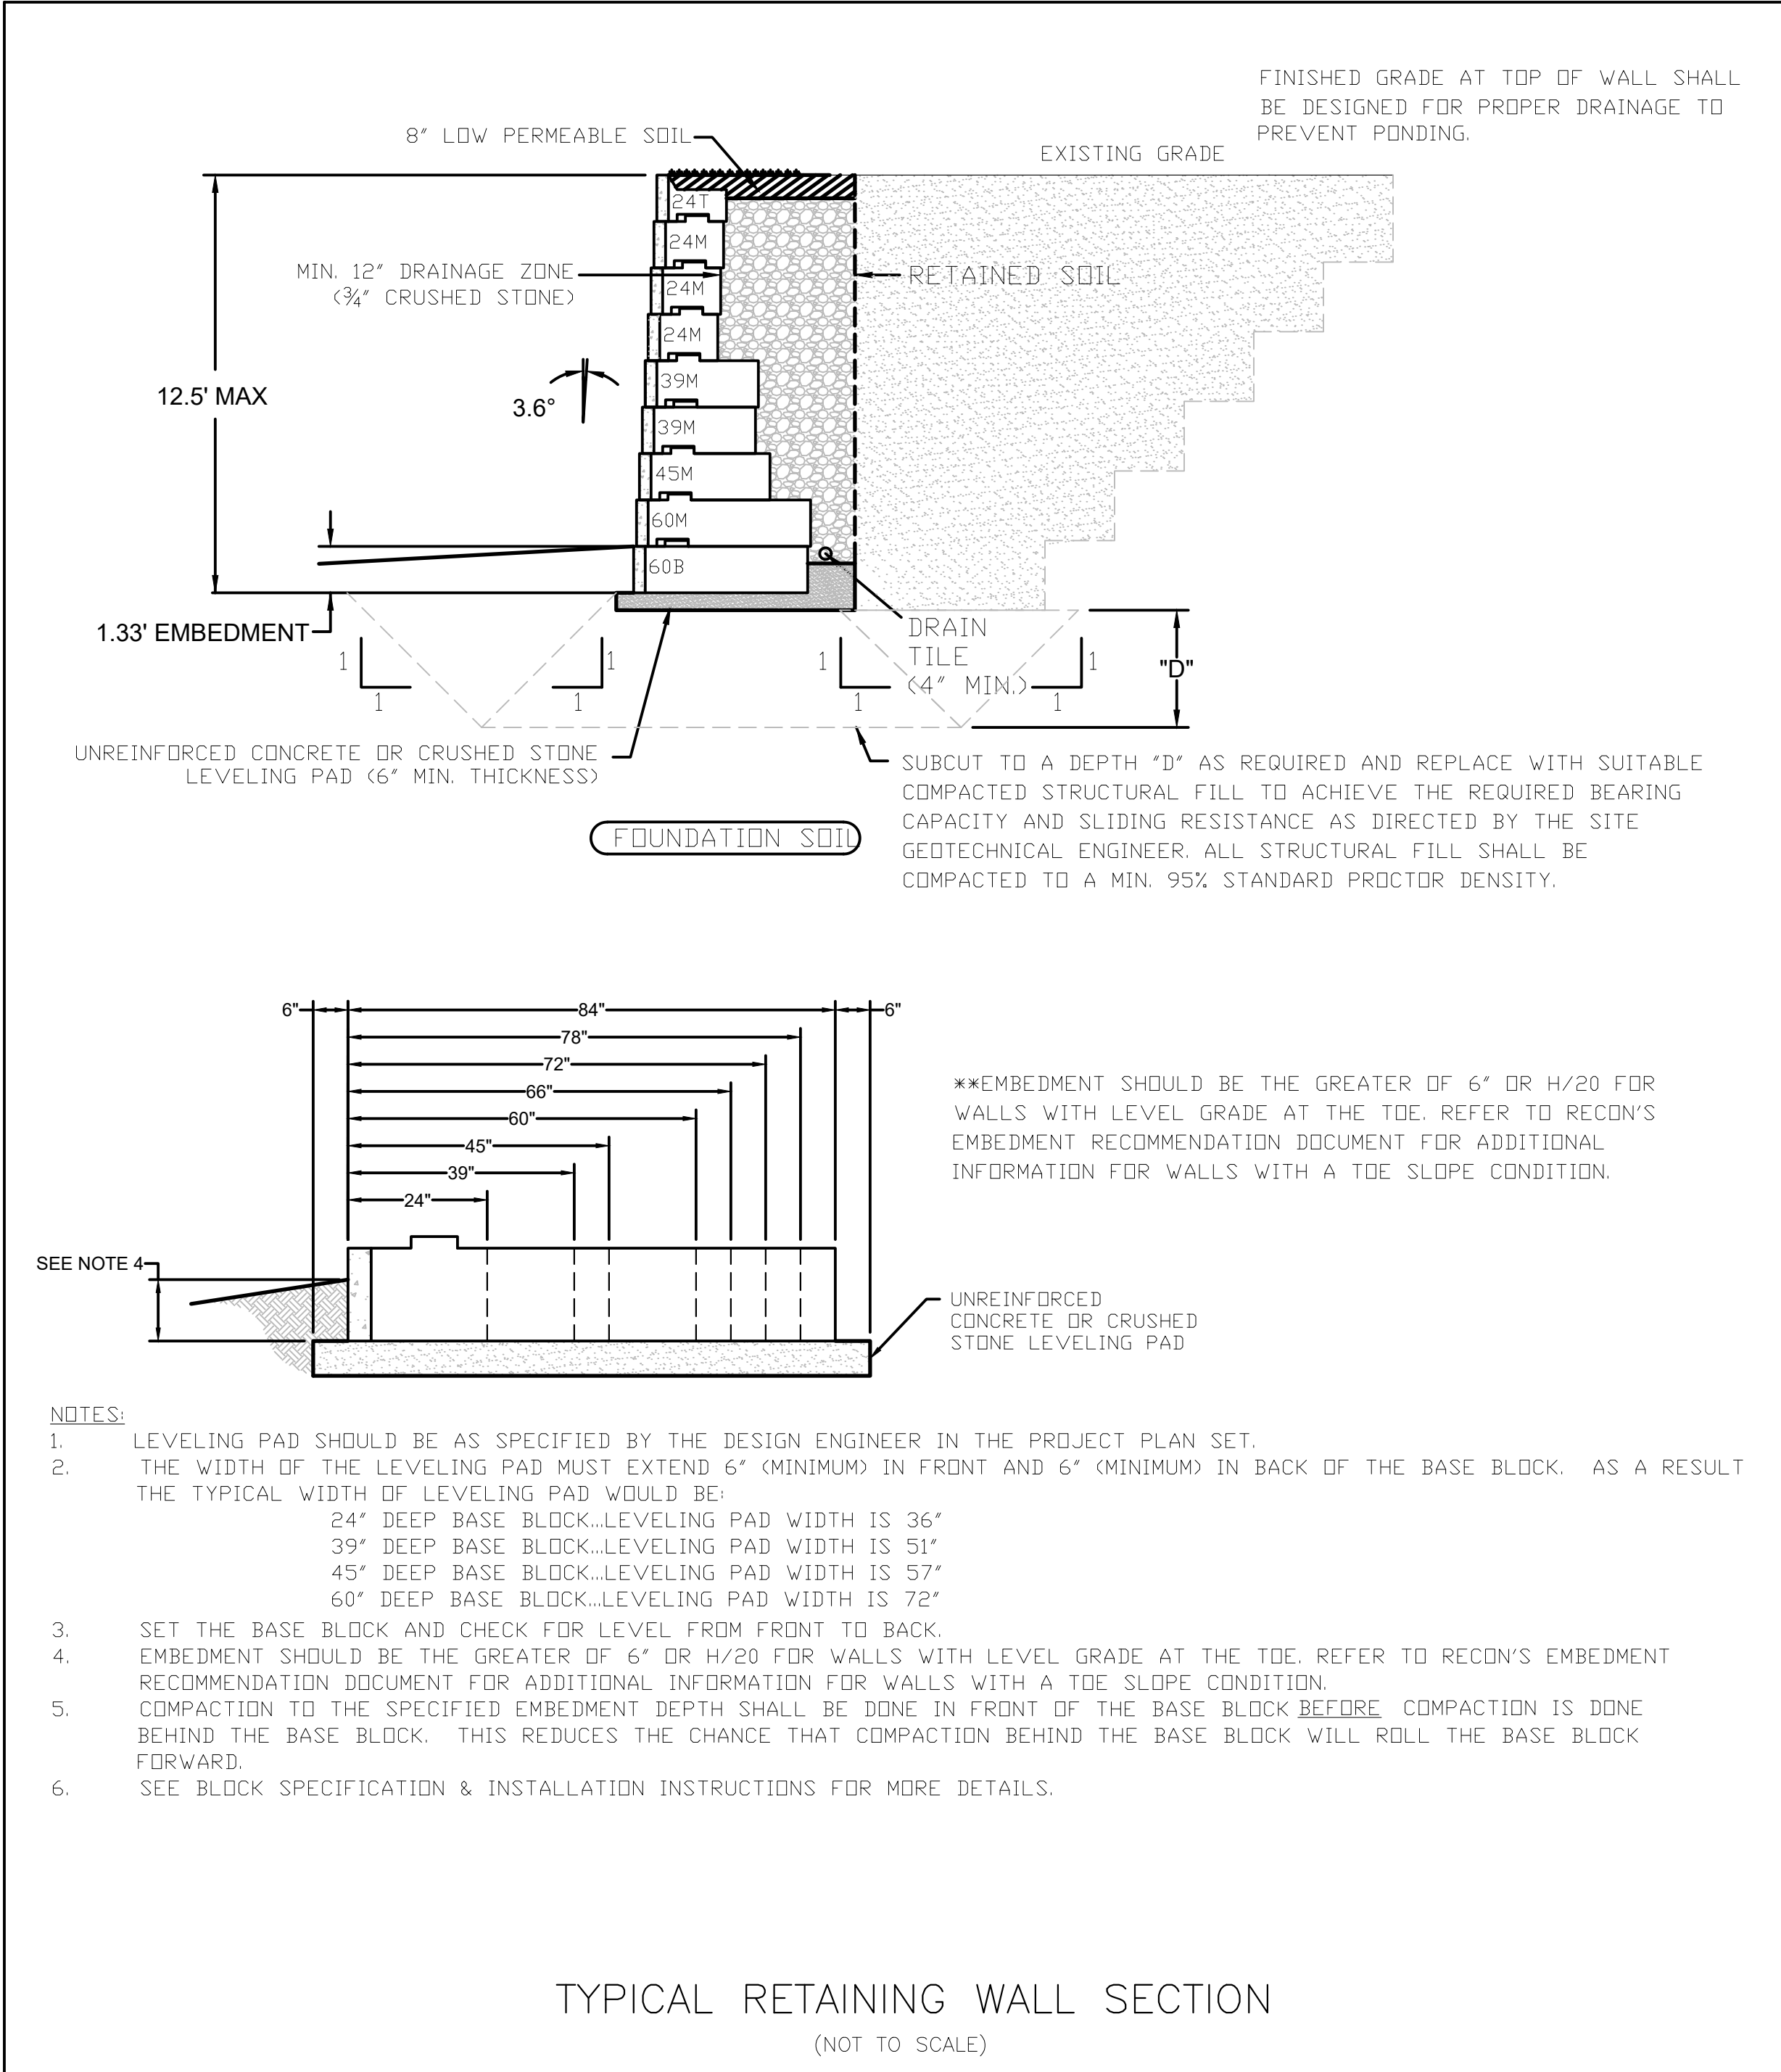 FINISHED GRADE AT TOP OF WALL SHALL
BE DESIGNED FOR PROPER DRAINAGE TO
PREVENT PONDING.
8" LOW PERMEABLE SOIL
EXISTING GRADE
24T
24M
MIN. 12" DRAINAGE ZONE
(¾" CRUSHED STONE)
RETAINED SOIL
24M
24M
12.5' MAX
3.6°
39M
39M
45M
60M
60B
1.33' EMBEDMENT
DRAIN
TILE
(4" MIN.)
1
1
1
1
1
1
1
1
"D"
UNREINFORCED CONCRETE OR CRUSHED STONE
LEVELING PAD (6" MIN. THICKNESS)
SUBCUT TO A DEPTH "D" AS REQUIRED AND REPLACE WITH SUITABLE
COMPACTED STRUCTURAL FILL TO ACHIEVE THE REQUIRED BEARING
CAPACITY AND SLIDING RESISTANCE AS DIRECTED BY THE SITE
GEOTECHNICAL ENGINEER. ALL STRUCTURAL FILL SHALL BE
COMPACTED TO A MIN. 95% STANDARD PROCTOR DENSITY.
FOUNDATION SOIL
6"
84"
6"
78"
72"
66"
60"
45"
39"
24"
**EMBEDMENT SHOULD BE THE GREATER OF 6" OR H/20 FOR
WALLS WITH LEVEL GRADE AT THE TOE. REFER TO RECON'S
EMBEDMENT RECOMMENDATION DOCUMENT FOR ADDITIONAL
INFORMATION FOR WALLS WITH A TOE SLOPE CONDITION.
SEE NOTE 4
UNREINFORCED
CONCRETE OR CRUSHED
STONE LEVELING PAD
NOTES:
1. LEVELING PAD SHOULD BE AS SPECIFIED BY THE DESIGN ENGINEER IN THE PROJECT PLAN SET.
2. THE WIDTH OF THE LEVELING PAD MUST EXTEND 6" (MINIMUM) IN FRONT AND 6" (MINIMUM) IN BACK OF THE BASE BLOCK. AS A RESULT
THE TYPICAL WIDTH OF LEVELING PAD WOULD BE:
24" DEEP BASE BLOCK...LEVELING PAD WIDTH IS 36"
39" DEEP BASE BLOCK...LEVELING PAD WIDTH IS 51"
45" DEEP BASE BLOCK...LEVELING PAD WIDTH IS 57"
60" DEEP BASE BLOCK...LEVELING PAD WIDTH IS 72"
3. SET THE BASE BLOCK AND CHECK FOR LEVEL FROM FRONT TO BACK.
4. EMBEDMENT SHOULD BE THE GREATER OF 6" OR H/20 FOR WALLS WITH LEVEL GRADE AT THE TOE. REFER TO RECON'S EMBEDMENT
RECOMMENDATION DOCUMENT FOR ADDITIONAL INFORMATION FOR WALLS WITH A TOE SLOPE CONDITION.
5. COMPACTION TO THE SPECIFIED EMBEDMENT DEPTH SHALL BE DONE IN FRONT OF THE BASE BLOCK BEFORE COMPACTION IS DONE
BEHIND THE BASE BLOCK. THIS REDUCES THE CHANCE THAT COMPACTION BEHIND THE BASE BLOCK WILL ROLL THE BASE BLOCK
FORWARD.
6. SEE BLOCK SPECIFICATION & INSTALLATION INSTRUCTIONS FOR MORE DETAILS.
TYPICAL RETAINING WALL SECTION
(NOT TO SCALE)